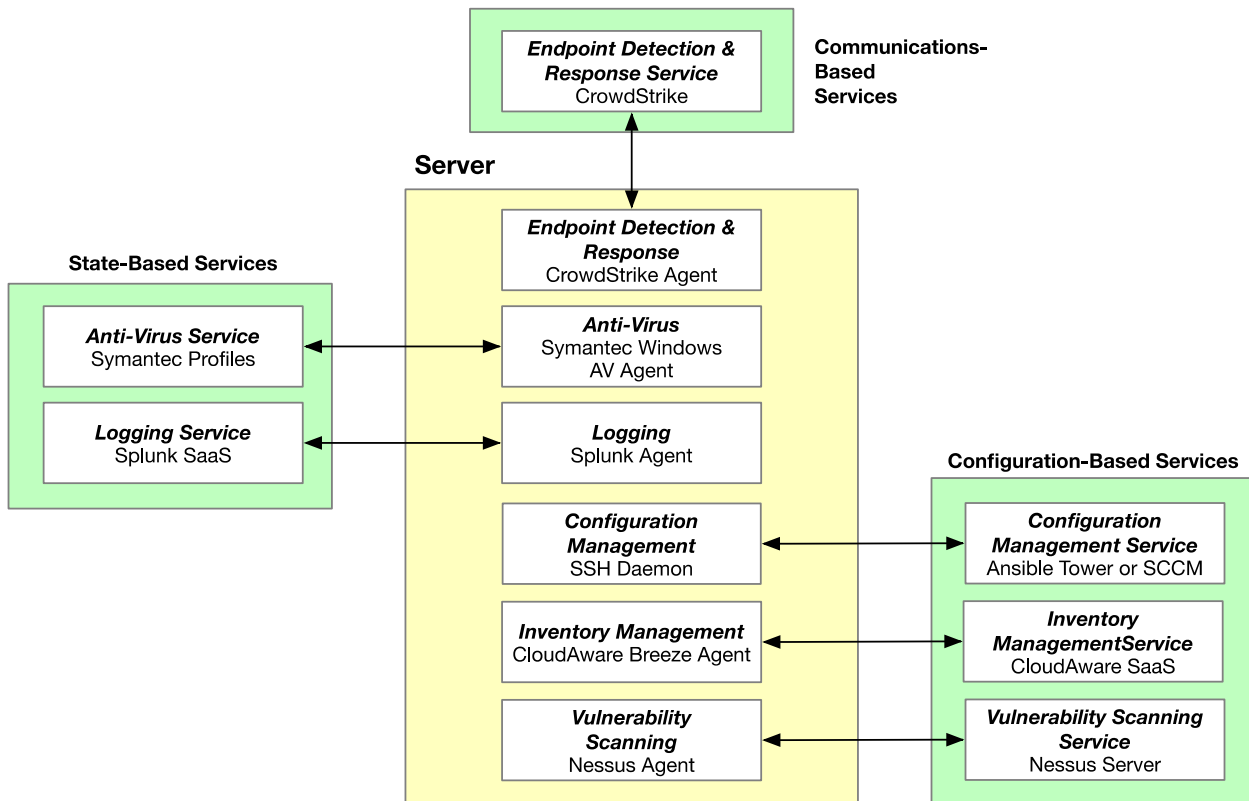 Endpoint Detection &
Response Service
CrowdStrike
Communications-
Based
Services
Server
Endpoint Detection &
Response
CrowdStrike Agent
State-Based Services
Anti-Virus Service
Symantec Profiles
Anti-Virus
Symantec Windows
AV Agent
Logging Service
Splunk SaaS
Logging
Splunk Agent
Configuration-Based Services
Configuration
Management
SSH Daemon
Configuration
Management Service
Ansible Tower or SCCM
Inventory Management
CloudAware Breeze Agent
Inventory
ManagementService
CloudAware SaaS
Vulnerability
Scanning
Nessus Agent
Vulnerability Scanning
Service
Nessus Server